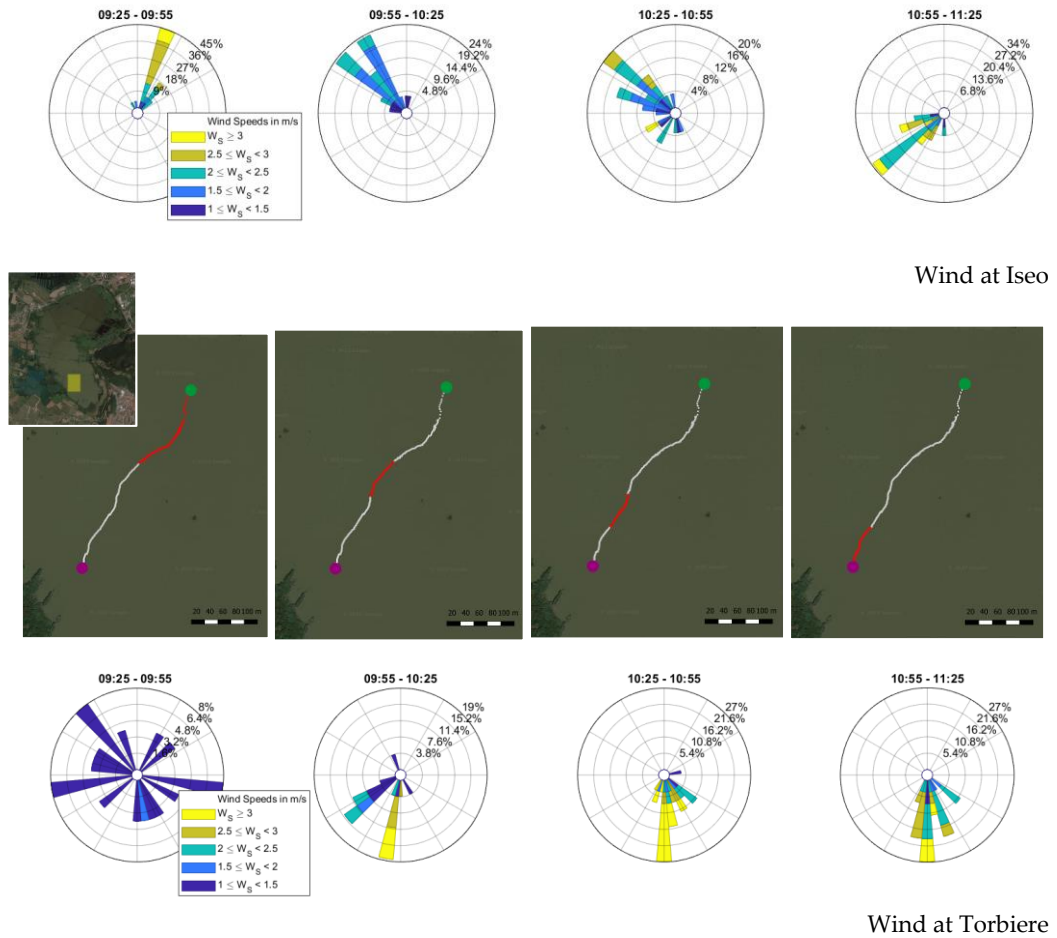 09:25 - 09:55
45%
36%
27%
18%
9%
Wind Speeds in m/s
W_S ≥ 3
2.5 ≤ W_S < 3
2 ≤ W_S < 2.5
1.5 ≤ W_S < 2
1 ≤ W_S < 1.5
09:55 - 10:25
24%
19.2%
14.4%
9.6%
4.8%
10:25 - 10:55
20%
16%
12%
8%
4%
10:55 - 11:25
34%
27.2%
20.4%
13.6%
6.8%
Wind at Iseo
20 40 60 80 100 m
20 40 60 80 100 m
20 40 60 80 100 m
20 40 60 80 100 m
09:25 - 09:55
8%
6.4%
4.8%
3.2%
1.6%
Wind Speeds in m/s
W_S ≥ 3
2.5 ≤ W_S < 3
2 ≤ W_S < 2.5
1.5 ≤ W_S < 2
1 ≤ W_S < 1.5
09:55 - 10:25
19%
15.2%
11.4%
7.6%
3.8%
10:25 - 10:55
27%
21.6%
16.2%
10.8%
5.4%
10:55 - 11:25
27%
21.6%
16.2%
10.8%
5.4%
Wind at Torbiere